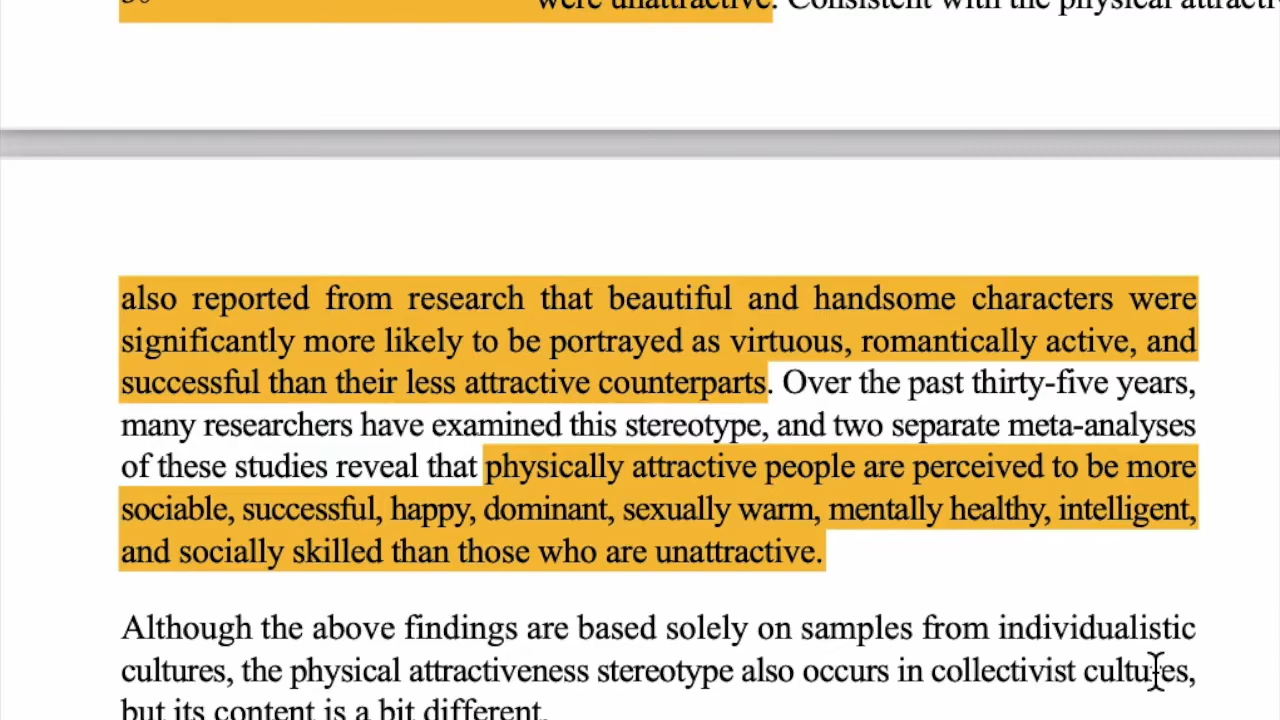 were unattractive. Consistent with the physical
also reported from research that beautiful and handsome characters were
significantly more likely to be portrayed as virtuous, romantically active, and
successful than their less attractive counterparts. Over the past thirty-five years,
many researchers have examined this stereotype, and two separate meta-analyses
of these studies reveal that physically attractive people are perceived to be more
sociable, successful, happy, dominant, sexually warm, mentally healthy, intelligent,
and socially skilled than those who are unattractive.
Although the above findings are based solely on samples from individualistic
cultures, the physical attractiveness stereotype also occurs in collectivist cultures,
but its content is a bit different.